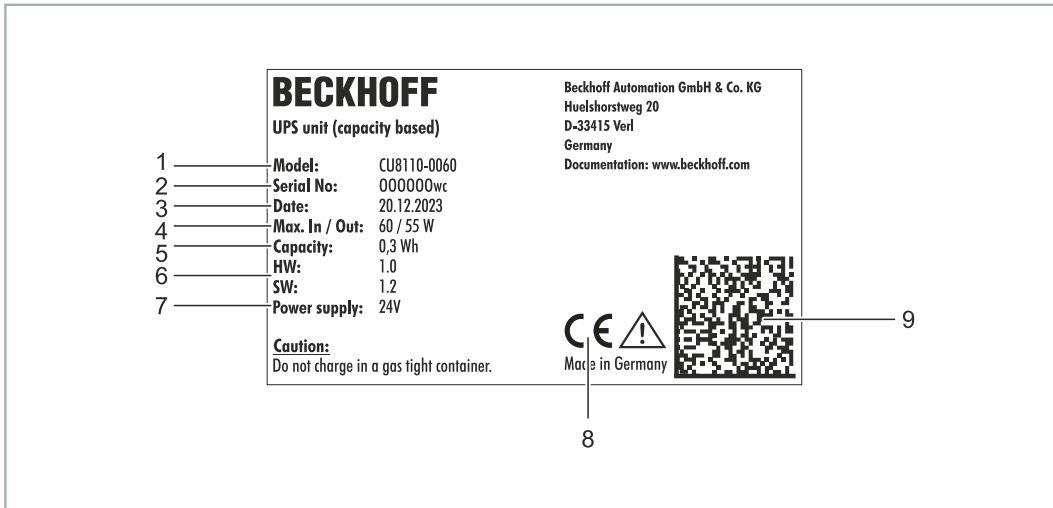 BECKHOFF
UPS unit (capacity based)
Beckhoff Automation GmbH & Co. KG
Huelshorstweg 20
D-33415 Verl
Germany
Documentation: www.beckhoff.com
1 Model: CU8110-0060
2 Serial No: 000000wc
3 Date: 20.12.2023
4 Max. In / Out: 60 / 55 W
5 Capacity: 0,3 Wh
HW: 1.0
6
SW: 1.2
7 Power supply: 24V
Caution:
Do not charge in a gas tight container.
CE
Made in Germany
8
9